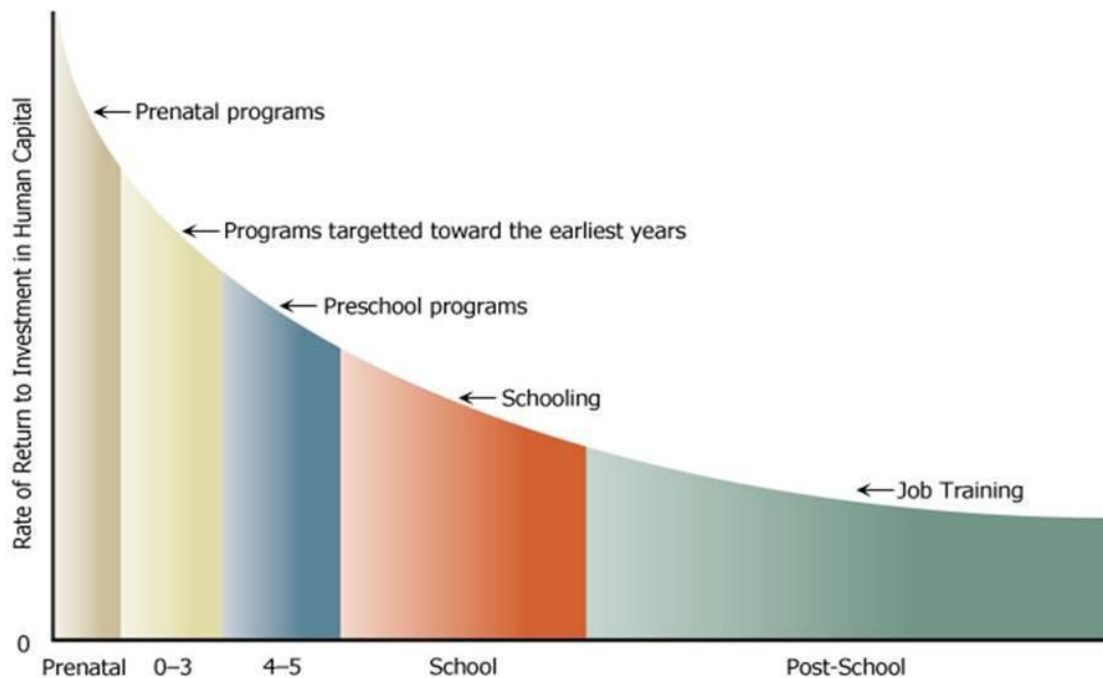 Rate of Return to Investment in Human Capital
Prenatal programs
Programs targetted toward the earliest years
Preschool programs
Schooling
Job Training
0
Prenatal 0–3 4–5 School Post-School